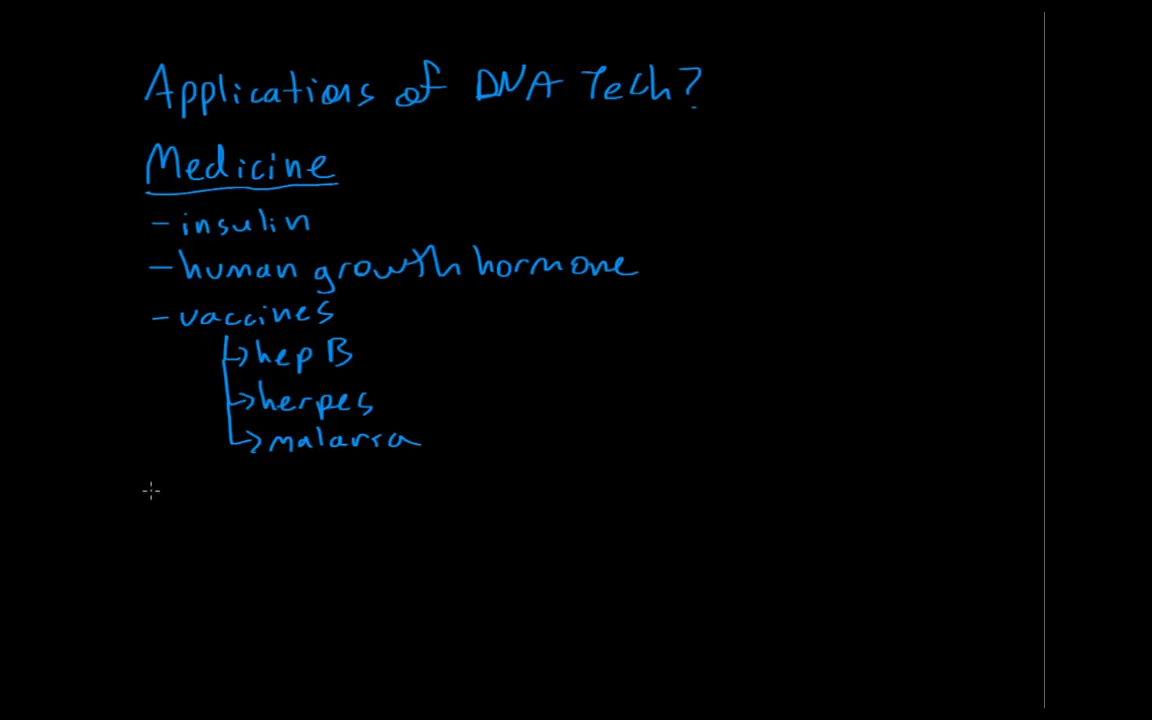 Applications of DNA Tech?
Medicine
- insulin
- human growth hormone
- vaccines
↳ hep B
↳ herpes
↳ malaria